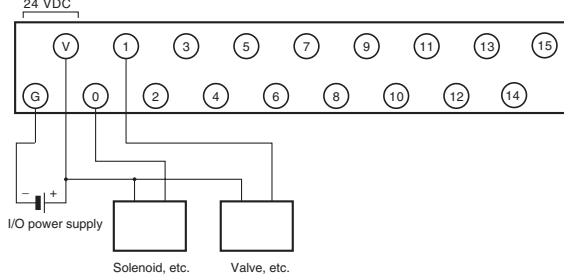 24 VDC
V 1 3 5 7 9 11 13 15
G 0 2 4 6 8 10 12 14
− +
I/O power supply
Solenoid, etc. Valve, etc.